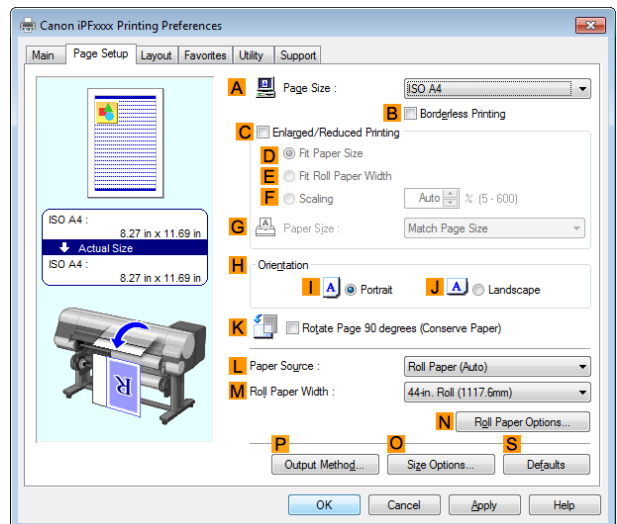 Canon iPFxxxx Printing Preferences
Main Page Setup Layout Favorites Utility Support
A Page Size : ISO A4
B Borderless Printing
C Enlarged/Reduced Printing
D Fit Paper Size
E Fit Roll Paper Width
F Scaling Auto % (5 - 600)
G Paper Size : Match Page Size
ISO A4 :
8.27 in x 11.69 in
Actual Size
ISO A4 :
8.27 in x 11.69 in
H Orientation
I A Portrait J A Landscape
K Rotate Page 90 degrees (Conserve Paper)
R
L Paper Source : Roll Paper (Auto)
M Roll Paper Width : 44-in. Roll (1117.6mm)
N Roll Paper Options...
P O S
Output Method... Size Options... Defaults
OK Cancel Apply Help